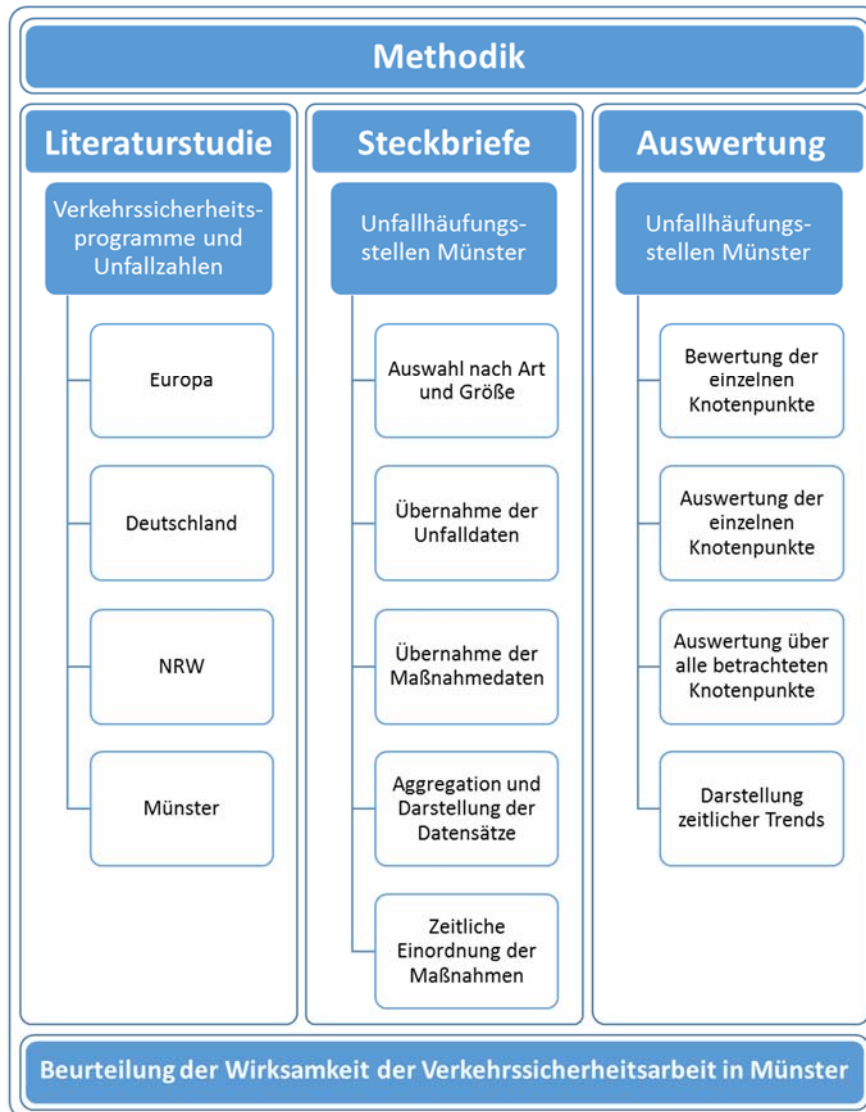 Methodik
Literaturstudie
Verkehrssicherheits-
programme und
Unfallzahlen
Europa
Deutschland
NRW
Münster
Steckbriefe
Unfallhäufungs-
stellen Münster
Auswahl nach Art
und Größe
Übernahme der
Unfalldaten
Übernahme der
Maßnahmedaten
Aggregation und
Darstellung der
Datensätze
Zeitliche
Einordnung der
Maßnahmen
Auswertung
Unfallhäufungs-
stellen Münster
Bewertung der
einzelnen
Knotenpunkte
Auswertung der
einzelnen
Knotenpunkte
Auswertung über
alle betrachteten
Knotenpunkte
Darstellung
zeitlicher Trends
Beurteilung der Wirksamkeit der Verkehrssicherheitsarbeit in Münster